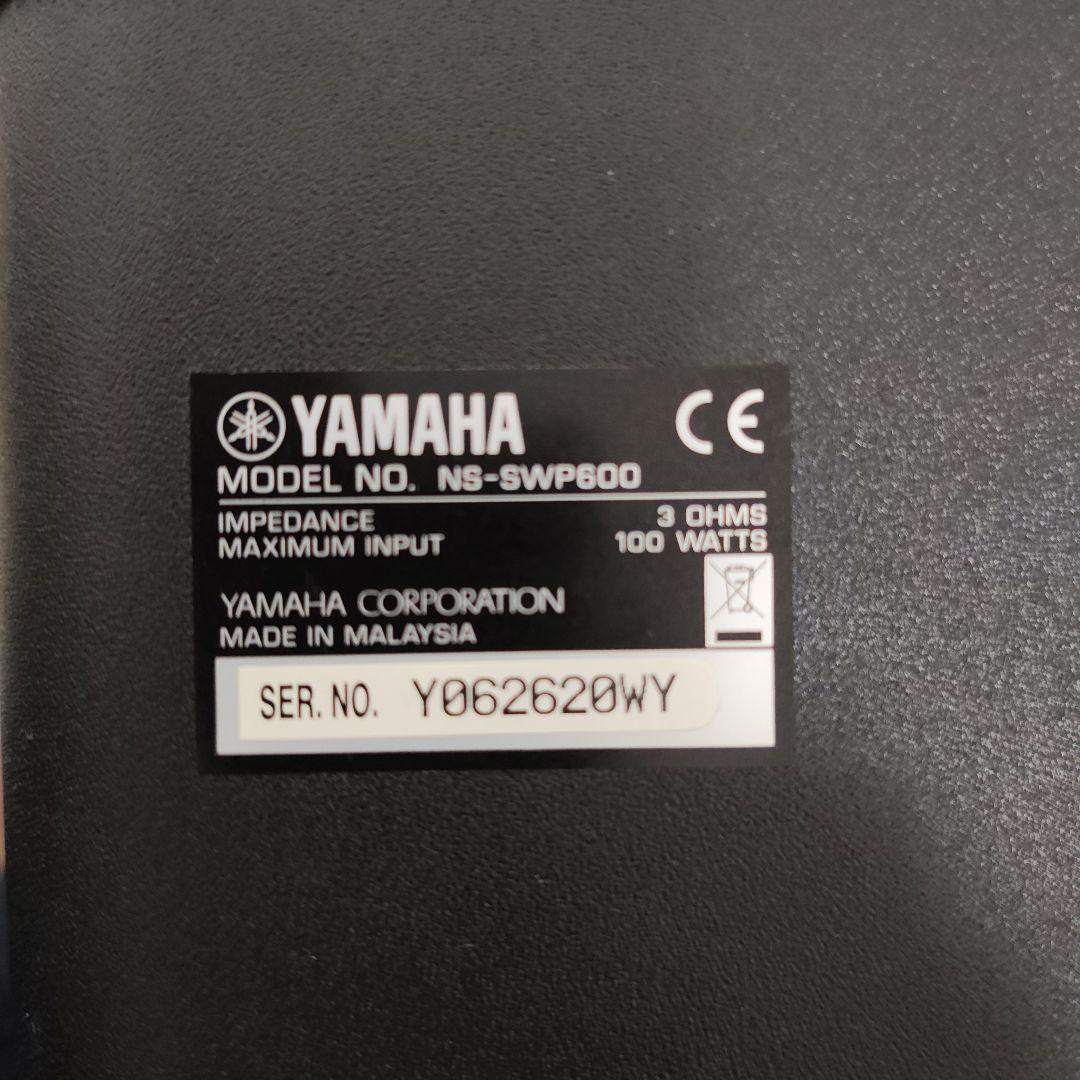 YAMAHA CE
MODEL NO. NS-SWP600
IMPEDANCE 3 OHMS
MAXIMUM INPUT 100 WATTS
YAMAHA CORPORATION
MADE IN MALAYSIA
SER. NO. Y062620WY